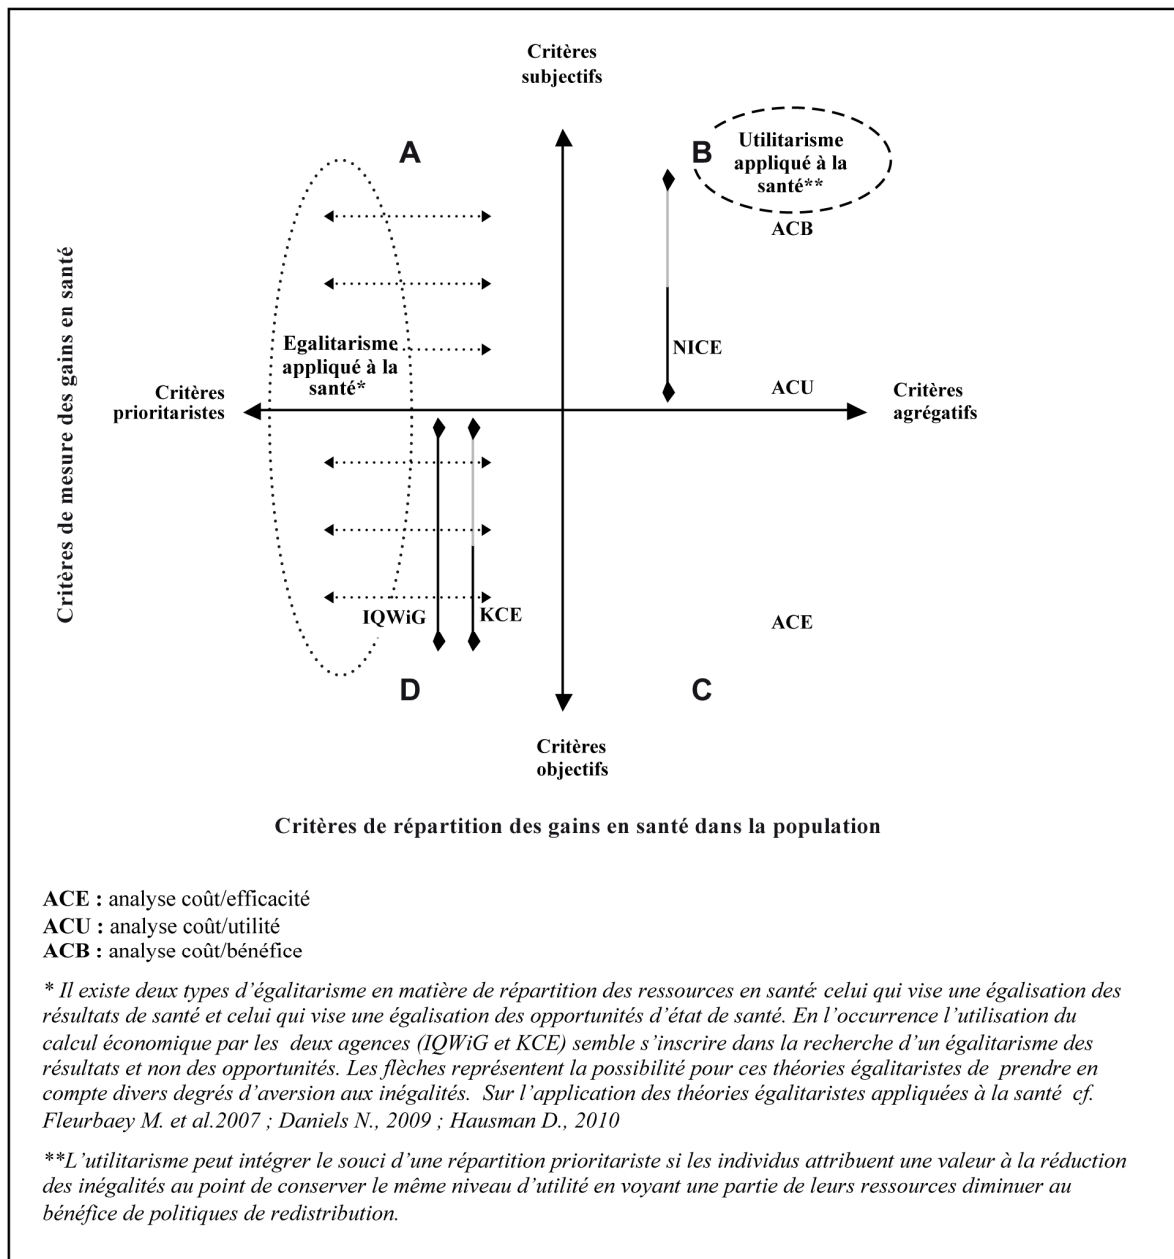 Critères
subjectifs
A
B
Utilitarisme
appliqué à la
santé**
ACB
Critères de mesure des gains en santé
Egalitarisme
appliqué à la
santé*
NICE
ACU
Critères
prioritaristes
Critères
agrégatifs
IQWiG
KCE
ACE
D
C
Critères
objectifs
Critères de répartition des gains en santé dans la population
ACE : analyse coût/efficacité
ACU : analyse coût/utilité
ACB : analyse coût/bénéfice
* Il existe deux types d’égalitarisme en matière de répartition des ressources en santé: celui qui vise une égalisation des
résultats de santé et celui qui vise une égalisation des opportunités d’état de santé. En l’occurrence l’utilisation du
calcul économique par les deux agences (IQWiG et KCE) semble s’inscrire dans la recherche d’un égalitarisme des
résultats et non des opportunités. Les flèches représentent la possibilité pour ces théories égalitaristes de prendre en
compte divers degrés d’aversion aux inégalités. Sur l’application des théories égalitaristes appliquées à la santé cf.
Fleurbaey M. et al.2007 ; Daniels N., 2009 ; Hausman D., 2010
**L’utilitarisme peut intégrer le souci d’une répartition prioritariste si les individus attribuent une valeur à la réduction
des inégalités au point de conserver le même niveau d’utilité en voyant une partie de leurs ressources diminuer au
bénéfice de politiques de redistribution.